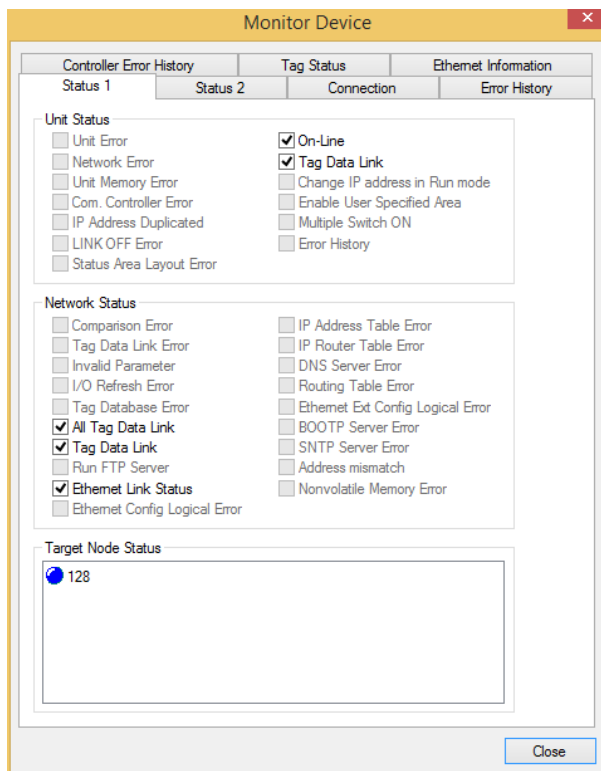 Monitor Device
Controller Error History
Tag Status
Ethernet Information
Status 1
Status 2
Connection
Error History
Unit Status
Unit Error
Network Error
Unit Memory Error
Com. Controller Error
IP Address Duplicated
LINK OFF Error
Status Area Layout Error
On-Line
Tag Data Link
Change IP address in Run mode
Enable User Specified Area
Multiple Switch ON
Error History
Network Status
Comparison Error
Tag Data Link Error
Invalid Parameter
I/O Refresh Error
Tag Database Error
All Tag Data Link
Tag Data Link
Run FTP Server
Ethernet Link Status
Ethernet Config Logical Error
IP Address Table Error
IP Router Table Error
DNS Server Error
Routing Table Error
Ethernet Ext Config Logical Error
BOOTP Server Error
SNTP Server Error
Address mismatch
Nonvolatile Memory Error
Target Node Status
128
Close